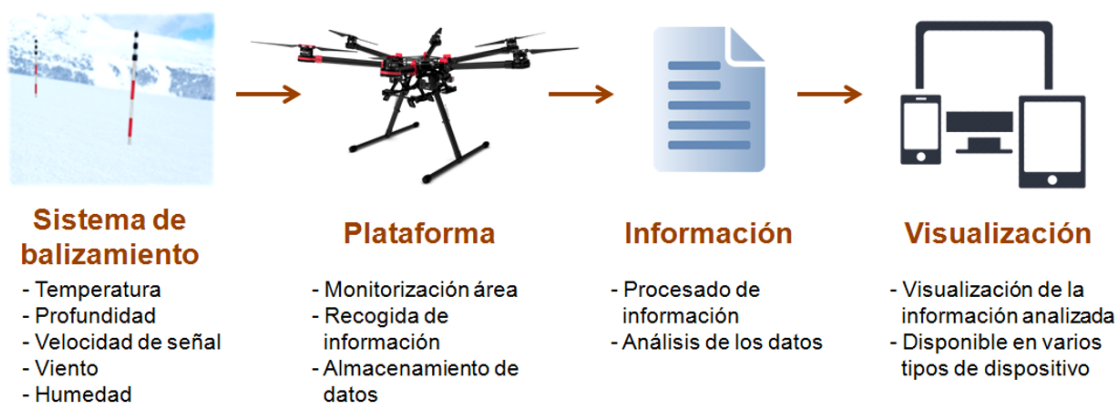 Sistema de
balizamiento
- Temperatura
- Profundidad
- Velocidad de señal
- Viento
- Humedad
Plataforma
- Monitorización área
- Recogida de
información
- Almacenamiento de
datos
Información
- Procesado de
información
- Análisis de los datos
Visualización
- Visualización de la
información analizada
- Disponible en varios
tipos de dispositivo